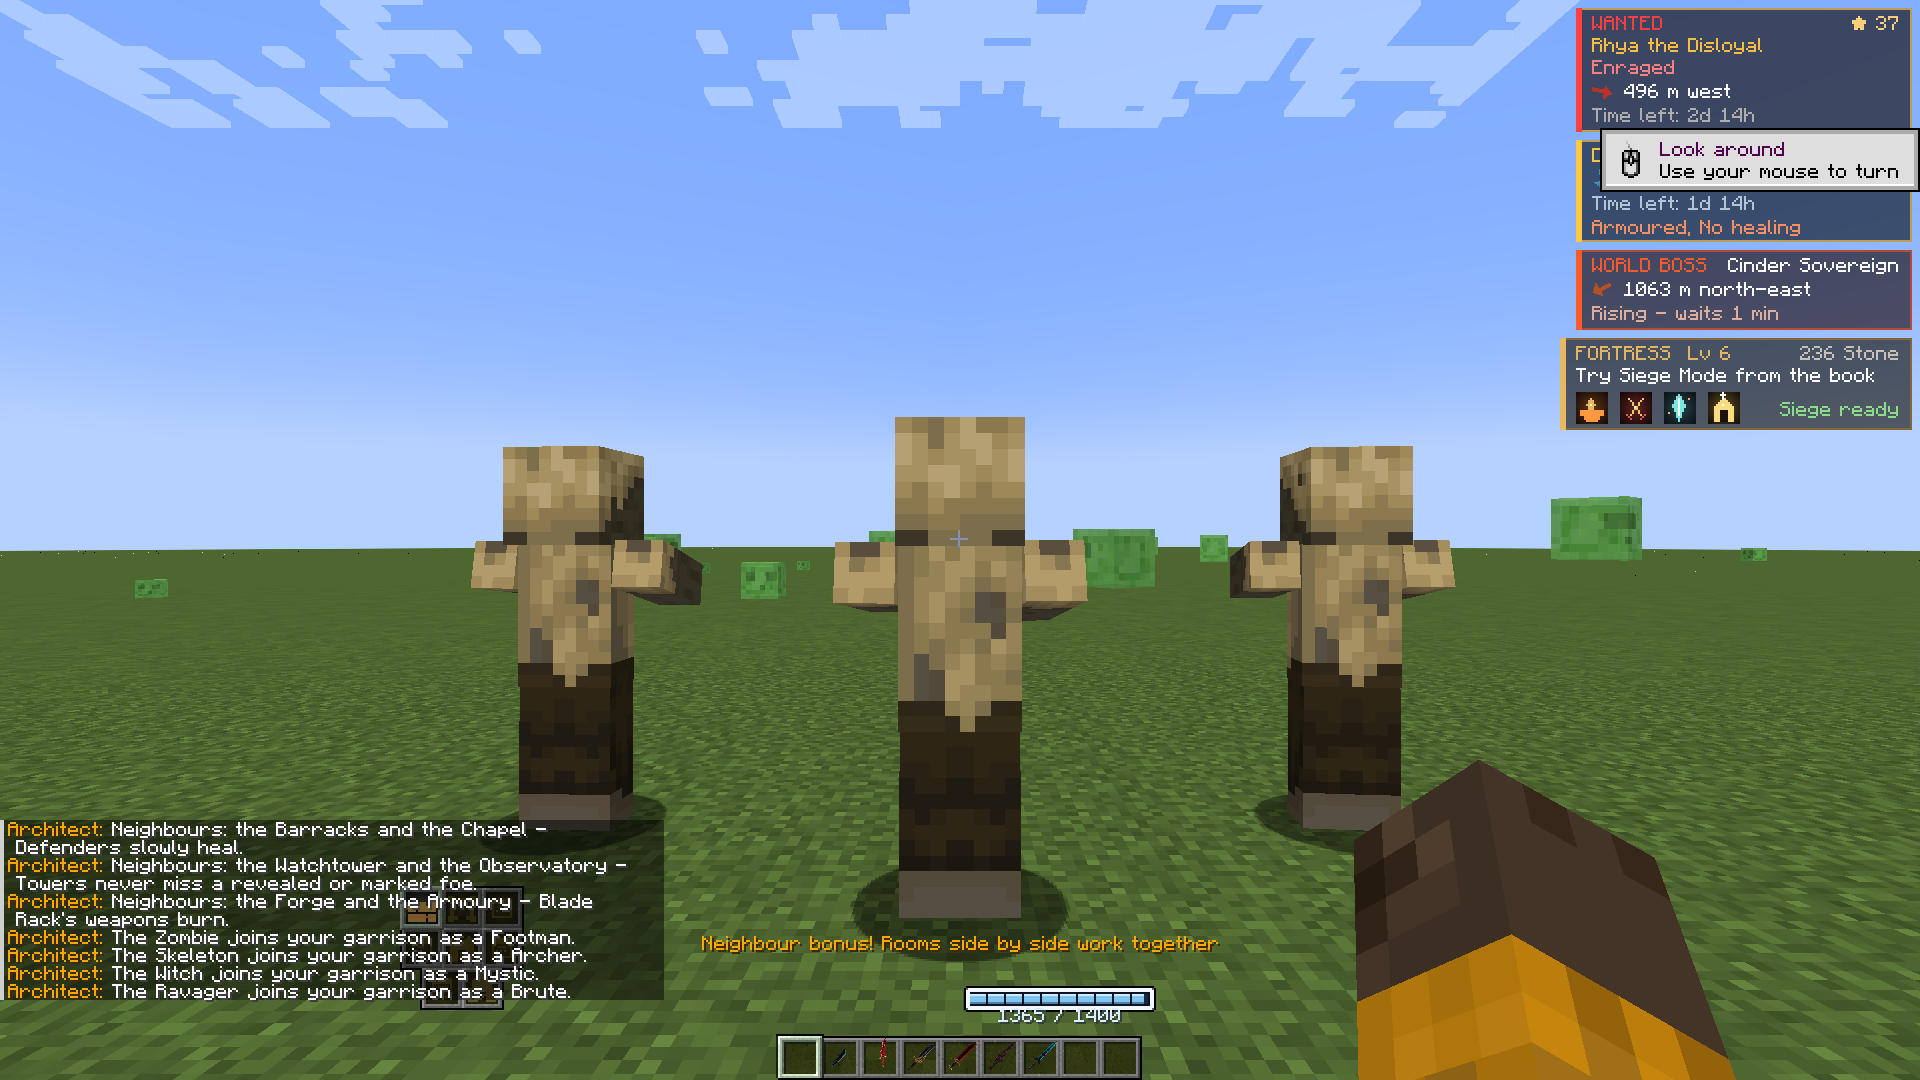 WANTED ★ 37
Rhya the Disloyal
Enraged
496 m west
Time left: 2d 14h
Look around
Use your mouse to turn
Time left: 1d 14h
Armoured, No healing
WORLD BOSS Cinder Sovereign
1063 m north-east
Rising - waits 1 min
FORTRESS Lv 6 236 Stone
Try Siege Mode from the book
Siege ready
Architect: Neighbours: the Barracks and the Chapel -
Defenders slowly heal.
Architect: Neighbours: the Watchtower and the Observatory -
Towers never miss a revealed or marked foe.
Architect: Neighbours: the Forge and the Armoury - Blade
Rack's weapons burn.
Architect: The Zombie joins your garrison as a Footman.
Architect: The Skeleton joins your garrison as a Archer.
Architect: The Witch joins your garrison as a Mystic.
Architect: The Ravager joins your garrison as a Brute.
Neighbour bonus! Rooms side by side work together
1365 / 1400